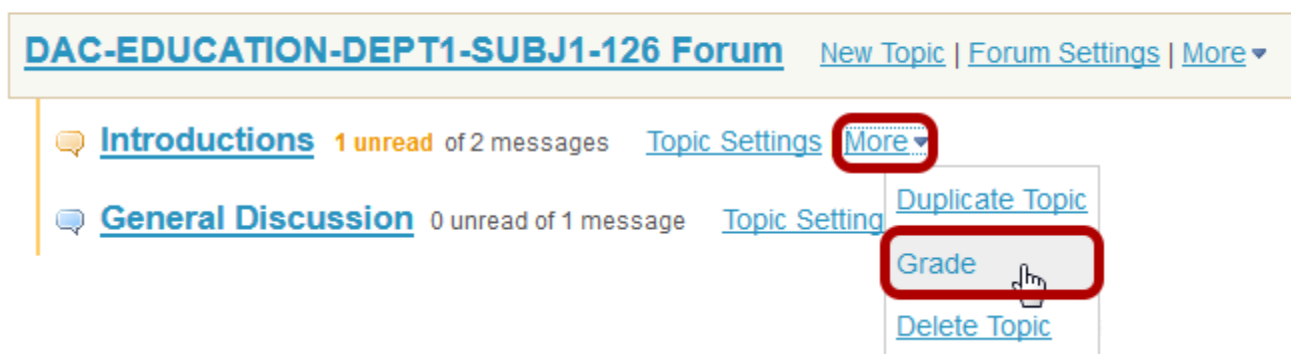 DAC-EDUCATION-DEPT1-SUBJ1-126 Forum New Topic | Forum Settings | More
Introductions 1 unread of 2 messages Topic Settings More
General Discussion 0 unread of 1 message Topic Setting
Duplicate Topic
Grade
Delete Topic